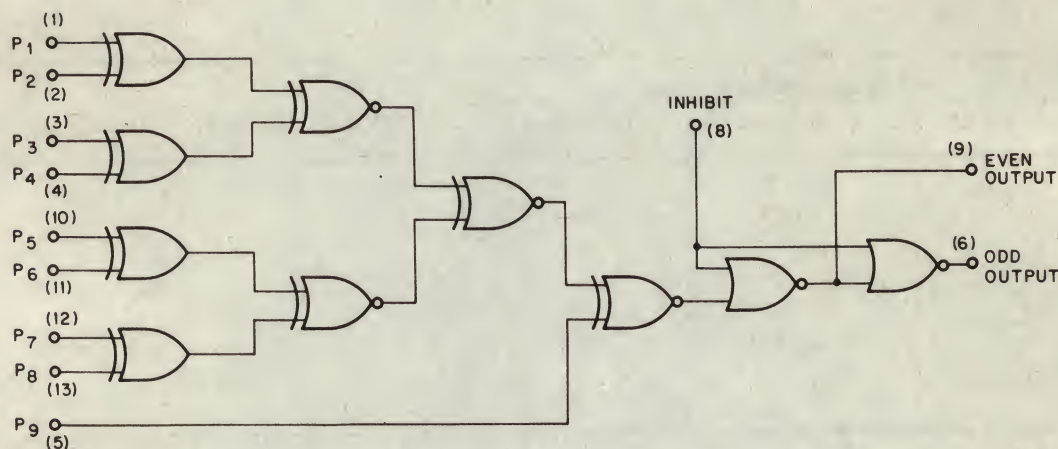 (1)
P1
P2
(2)
(3)
P3
P4
(4)
(10)
P5
P6
(11)
(12)
P7
P8
(13)
P9
(5)
INHIBIT
(8)
(9)
EVEN
OUTPUT
(6)
ODD
OUTPUT